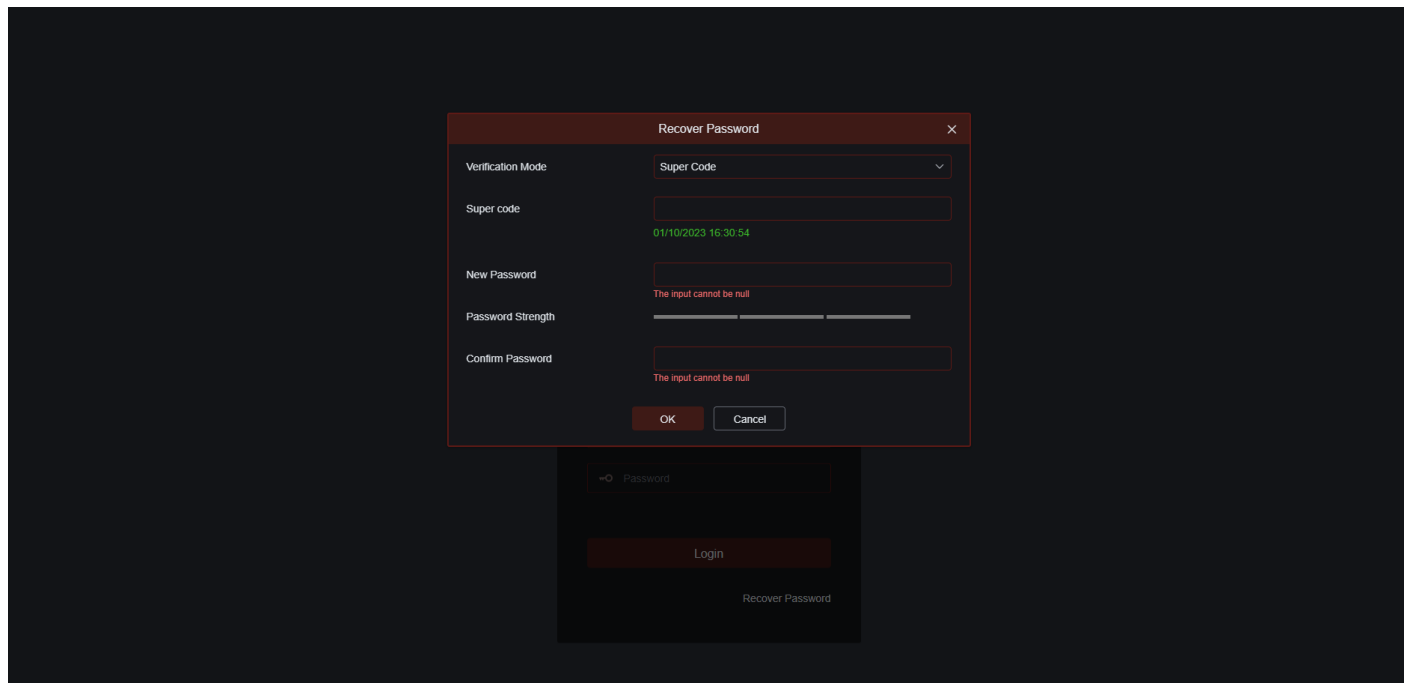 Recover Password
Verification Mode Super Code
Super code
01/10/2023 16:30:54
New Password
The input cannot be null
Password Strength
Confirm Password
The input cannot be null
OK Cancel
Password
Login
Recover Password